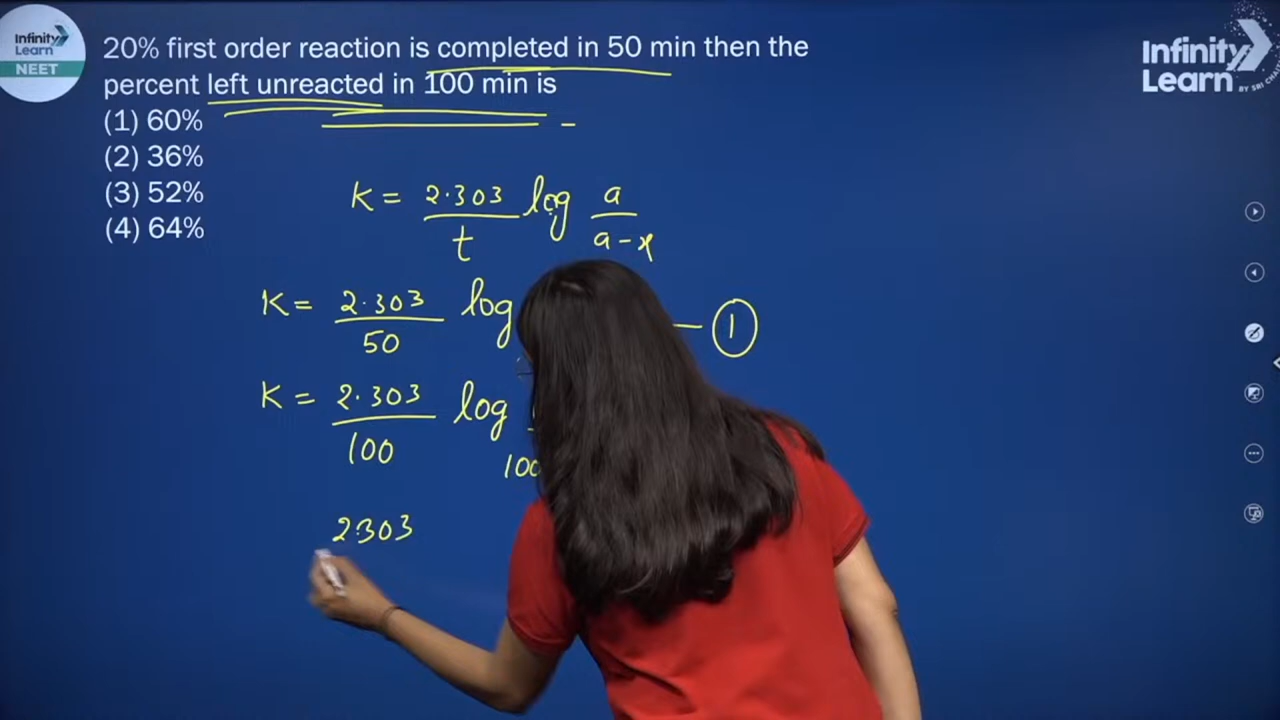 Infinity
Learn
NEET
20% first order reaction is completed in 50 min then the
percent left unreacted in 100 min is
(1) 60%
(2) 36%
(3) 52%
(4) 64%
Infinity
Learn
BY SRI
K = 2.303 / t log a / a - x
K = 2.303 / 50 log — 1
K = 2.303 / 100 log 100
2.303